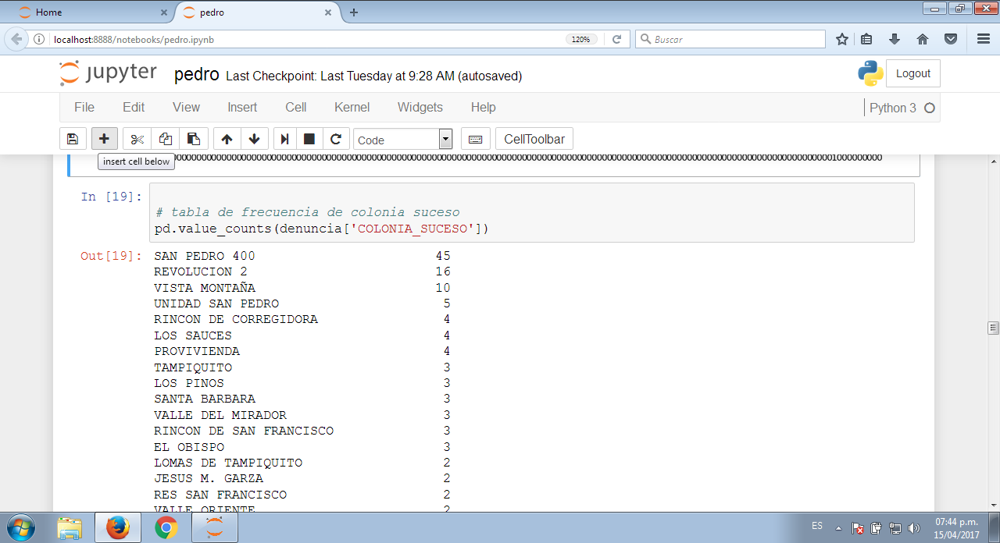 Home
pedro
localhost:8888/notebooks/pedro.ipynb
120%
Buscar
jupyter
pedro Last Checkpoint: Last Tuesday at 9:28 AM (autosaved)
Logout
File Edit View Insert Cell Kernel Widgets Help
Python 3
Code
CellToolbar
insert cell below
In [19]:
# tabla de frecuencia de colonia suceso
pd.value_counts(denuncia['COLONIA_SUCESO'])
Out[19]:
SAN PEDRO 400 45
REVOLUCION 2 16
VISTA MONTAÑA 10
UNIDAD SAN PEDRO 5
RINCON DE CORREGIDORA 4
LOS SAUCES 4
PROVIVIENDA 4
TAMPIQUITO 3
LOS PINOS 3
SANTA BARBARA 3
VALLE DEL MIRADOR 3
RINCON DE SAN FRANCISCO 3
EL OBISPO 3
LOMAS DE TAMPIQUITO 2
JESUS M. GARZA 2
RES SAN FRANCISCO 2
VALLE ORIENTE 2
ES
07:44 p.m.
15/04/2017